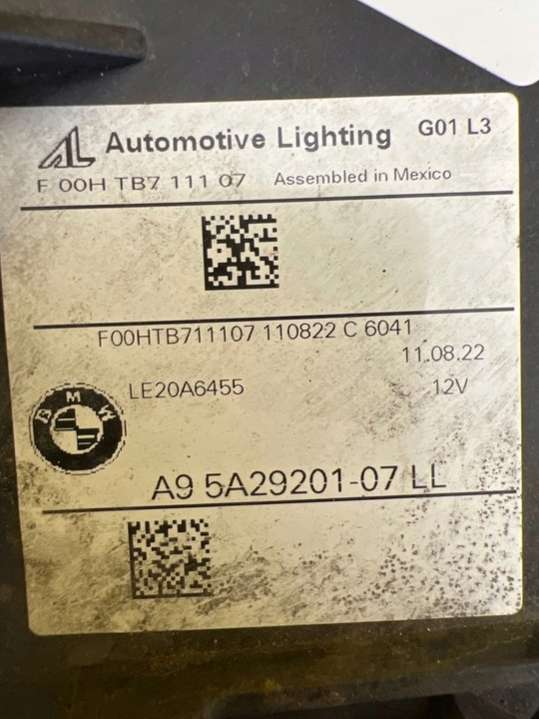 AL Automotive Lighting G01 L3
F 00H TB7 111 07 Assembled in Mexico
F00HTB711107 110822 C 6041
11.08.22
LE20A6455 12V
BMW
A9 5A29201-07 LL